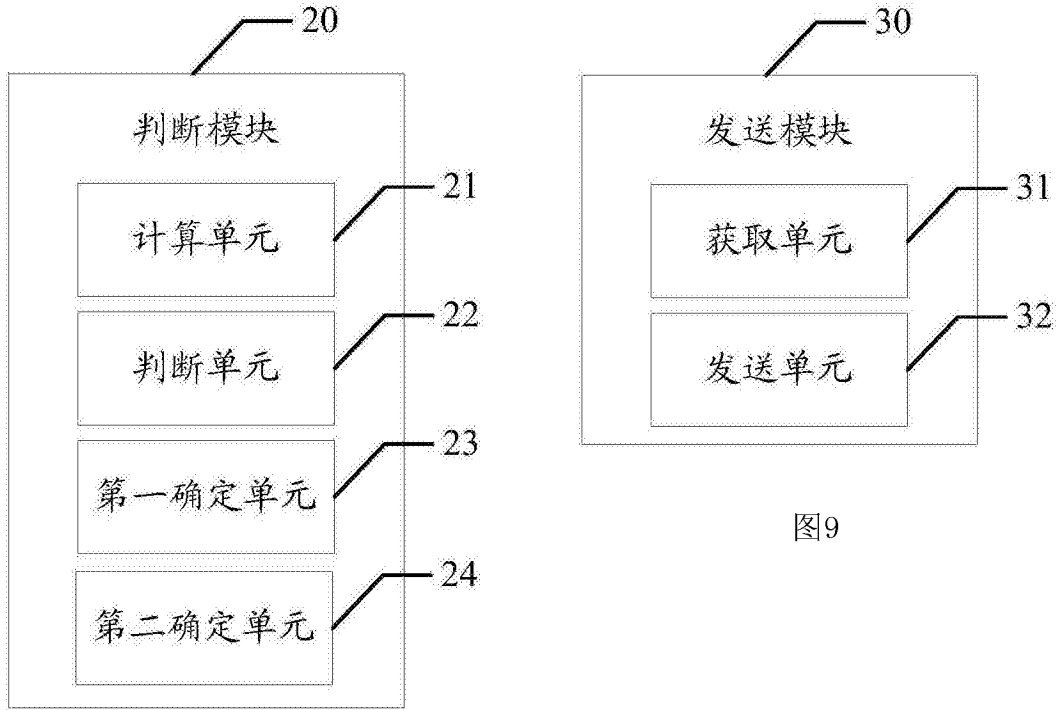 20
判断模块
21
计算单元
22
判断单元
23
第一确定单元
24
第二确定单元
30
发送模块
31
获取单元
32
发送单元
图9